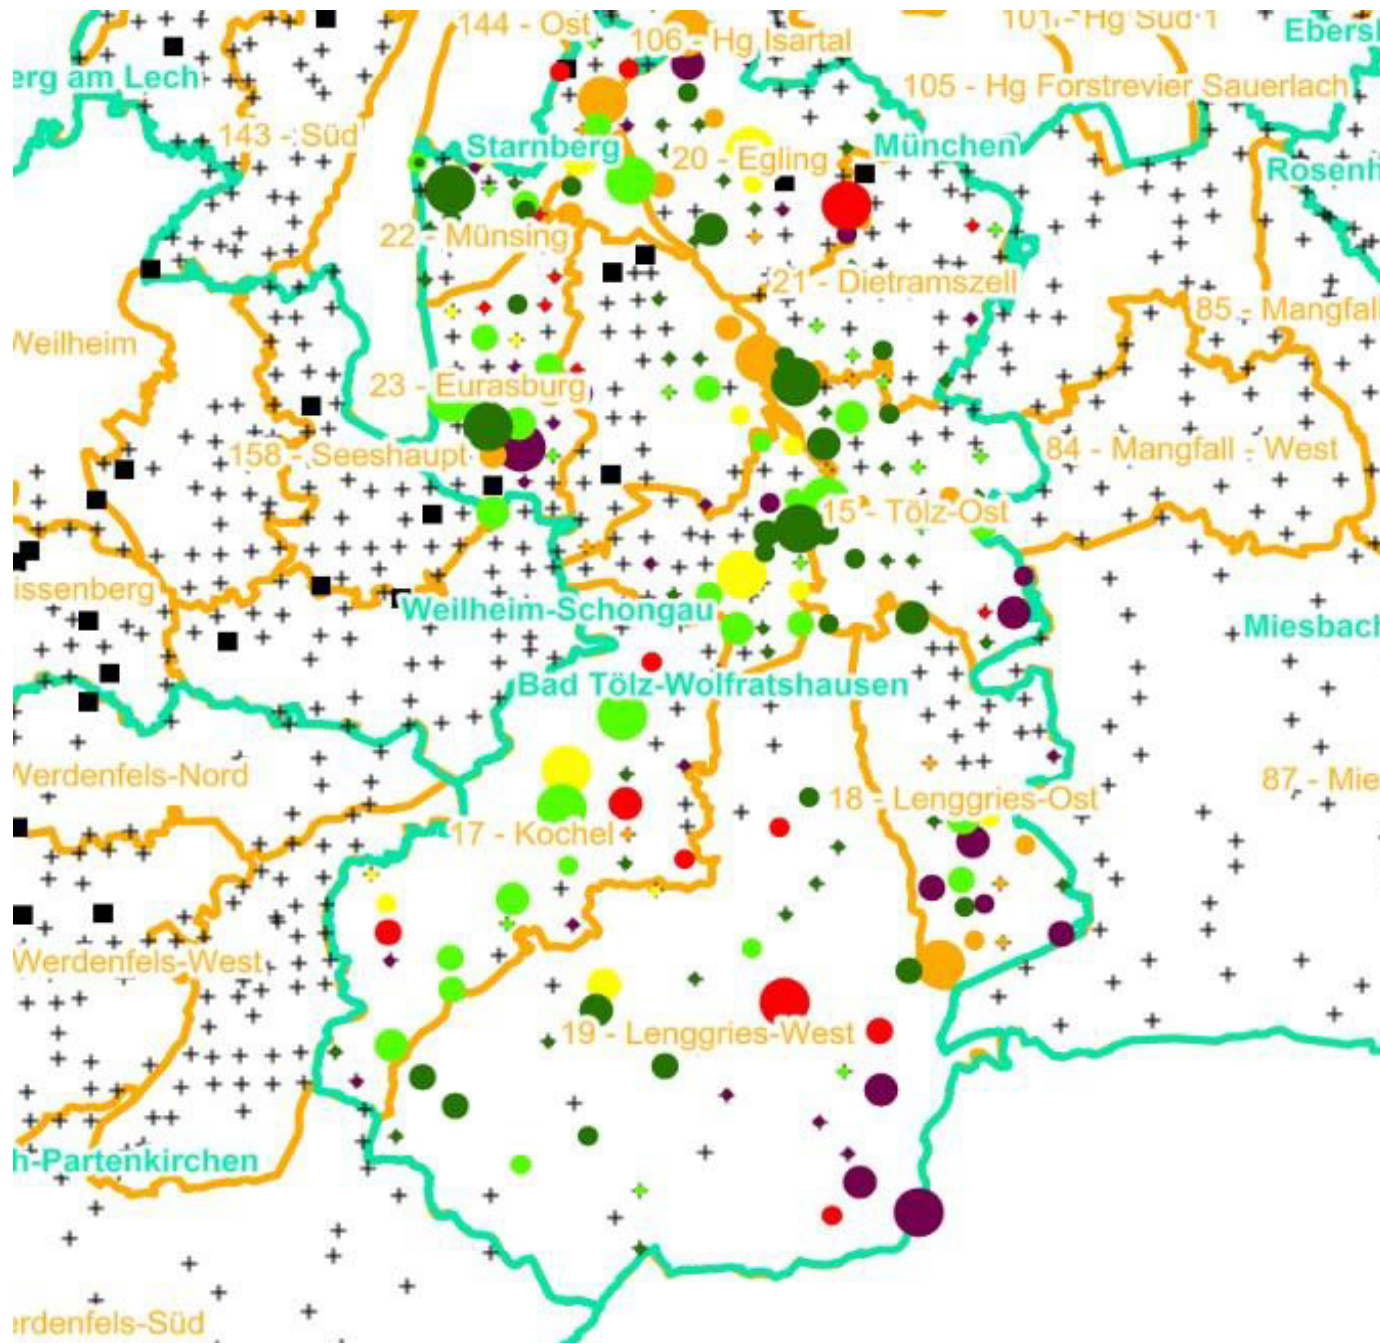 144 - Ost
101 - Hg Süd 1
106 - Hg Isartal
Ebersl
erg am Lech
105 - Hg Forstrevier Sauerlach
143 - Süd
Starnberg
München
20 - Egling
Rosenh
22 - Münsing
21 - Dietramszell
85 - Mangfall
Weilheim
23 - Eurasburg
84 - Mangfall - West
158 - Seeshaupt
15 - Tölz-Ost
issenberg
Weilheim-Schongau
Miesbach
Bad Tölz-Wolfratshausen
Werdenfels-Nord
87 - Mie
18 - Lenggries-Ost
17 - Kochel
Werdenfels-West
19 - Lenggries-West
h-Partenkirchen
erdenfels-Süd